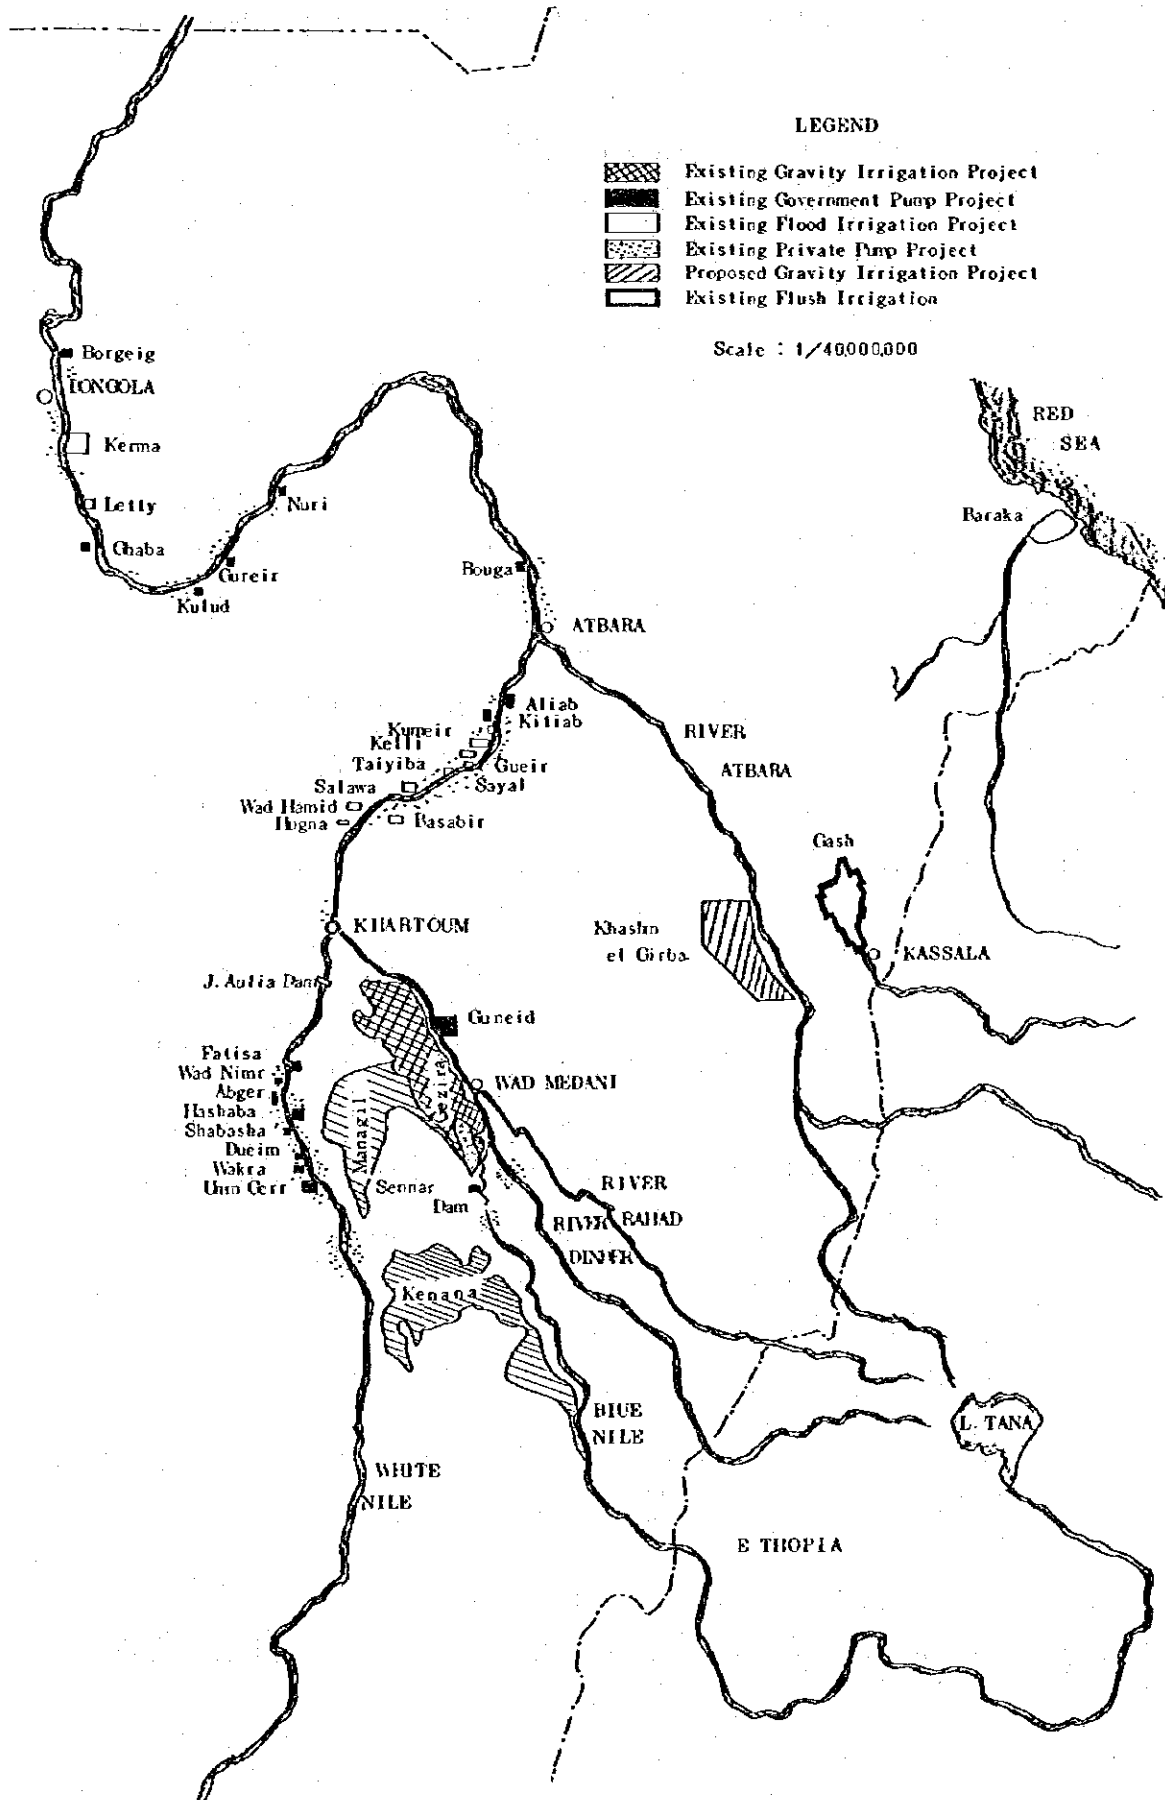 LEGEND
Existing Gravity Irrigation Project
Existing Government Pump Project
Existing Flood Irrigation Project
Existing Private Pump Project
Proposed Gravity Irrigation Project
Existing Flush Irrigation
Scale : 1/40,000,000
Borgeig
DONGOLA
Kerma
Letty
Ghaba
Kulud
Gureir
Nuri
Bouga
ATBARA
RED
SEA
Baraka
Aliab
Kitiab
Kumeir
Kelli
Taiyiba
Gueir
Sayal
Salawa
Wad Hamid
Hogna
Basabir
RIVER
ATBARA
Gash
KASSALA
Khashm
el Girba
KHARTOUM
J. Aulia Dam
Guneid
Gezira
WAD MEDANI
Fatisa
Wad Nimr
Abger
Hashaba
Shabasha
Dueim
Wakra
Umm Gerr
Managil
Sennar
Dam
RIVER
RAHAD
RIVER
DINDER
Kenana
BLUE
NILE
WHITE
NILE
L. TANA
E THOPIA